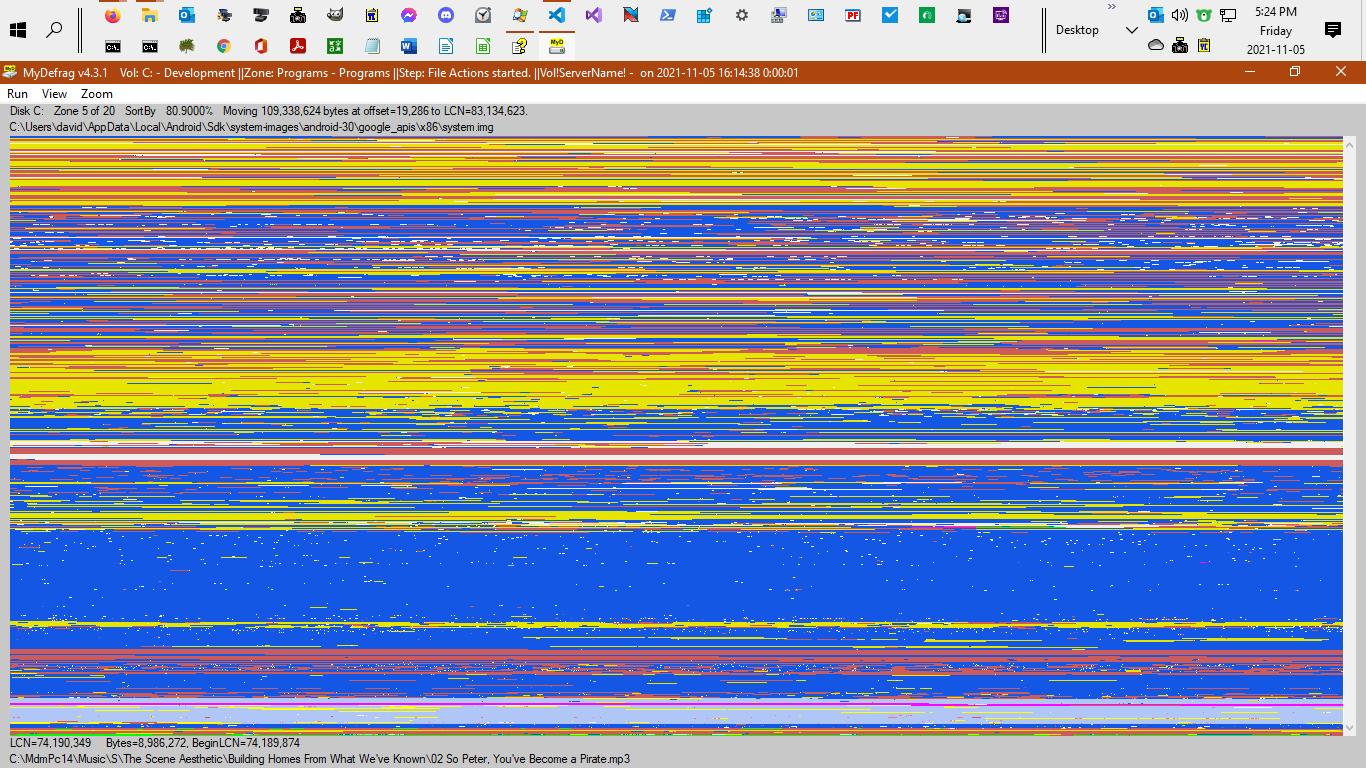 5:24 PM
Desktop
Friday
2021-11-05
MyDefrag v4.3.1 Vol: C: - Development ||Zone: Programs - Programs ||Step: File Actions started. ||Vol!ServerName! - on 2021-11-05 16:14:38 0:00:01
Run View Zoom
Disk C: Zone 5 of 20 SortBy 80.9000% Moving 109,338,624 bytes at offset=19,286 to LCN=83,134,623.
C:\Users\david\AppData\Local\Android\Sdk\system-images\android-30\google_apis\x86\system.img
LCN=74,190,349 Bytes=8,986,272, BeginLCN=74,189,874
C:\MdmPc14\Music\S\The Scene Aesthetic\Building Homes From What We've Known\02 So Peter, You've Become a Pirate.mp3